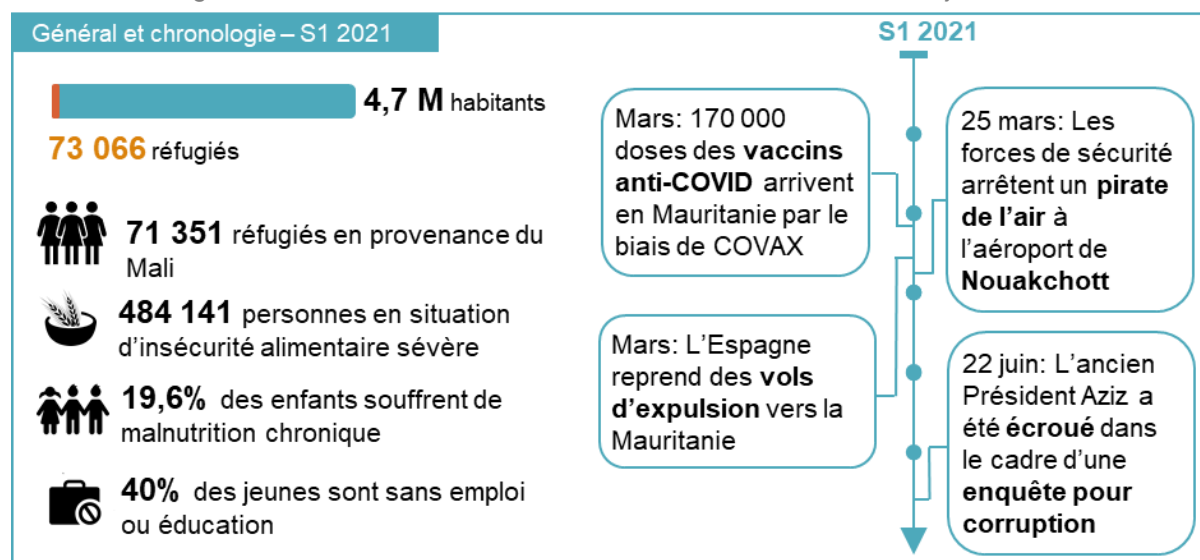 Général et chronologie – S1 2021
4,7 M habitants
73 066 réfugiés
71 351 réfugiés en provenance du
Mali
484 141 personnes en situation
d’insécurité alimentaire sévère
19,6% des enfants souffrent de
malnutrition chronique
40% des jeunes sont sans emploi
ou éducation
S1 2021
Mars: 170 000
doses des vaccins
anti-COVID arrivent
en Mauritanie par le
biais de COVAX
25 mars: Les
forces de sécurité
arrêtent un pirate
de l’air à
l’aéroport de
Nouakchott
Mars: L’Espagne
reprend des vols
d’expulsion vers la
Mauritanie
22 juin: L’ancien
Président Aziz a
été écroué dans
le cadre d’une
enquête pour
corruption